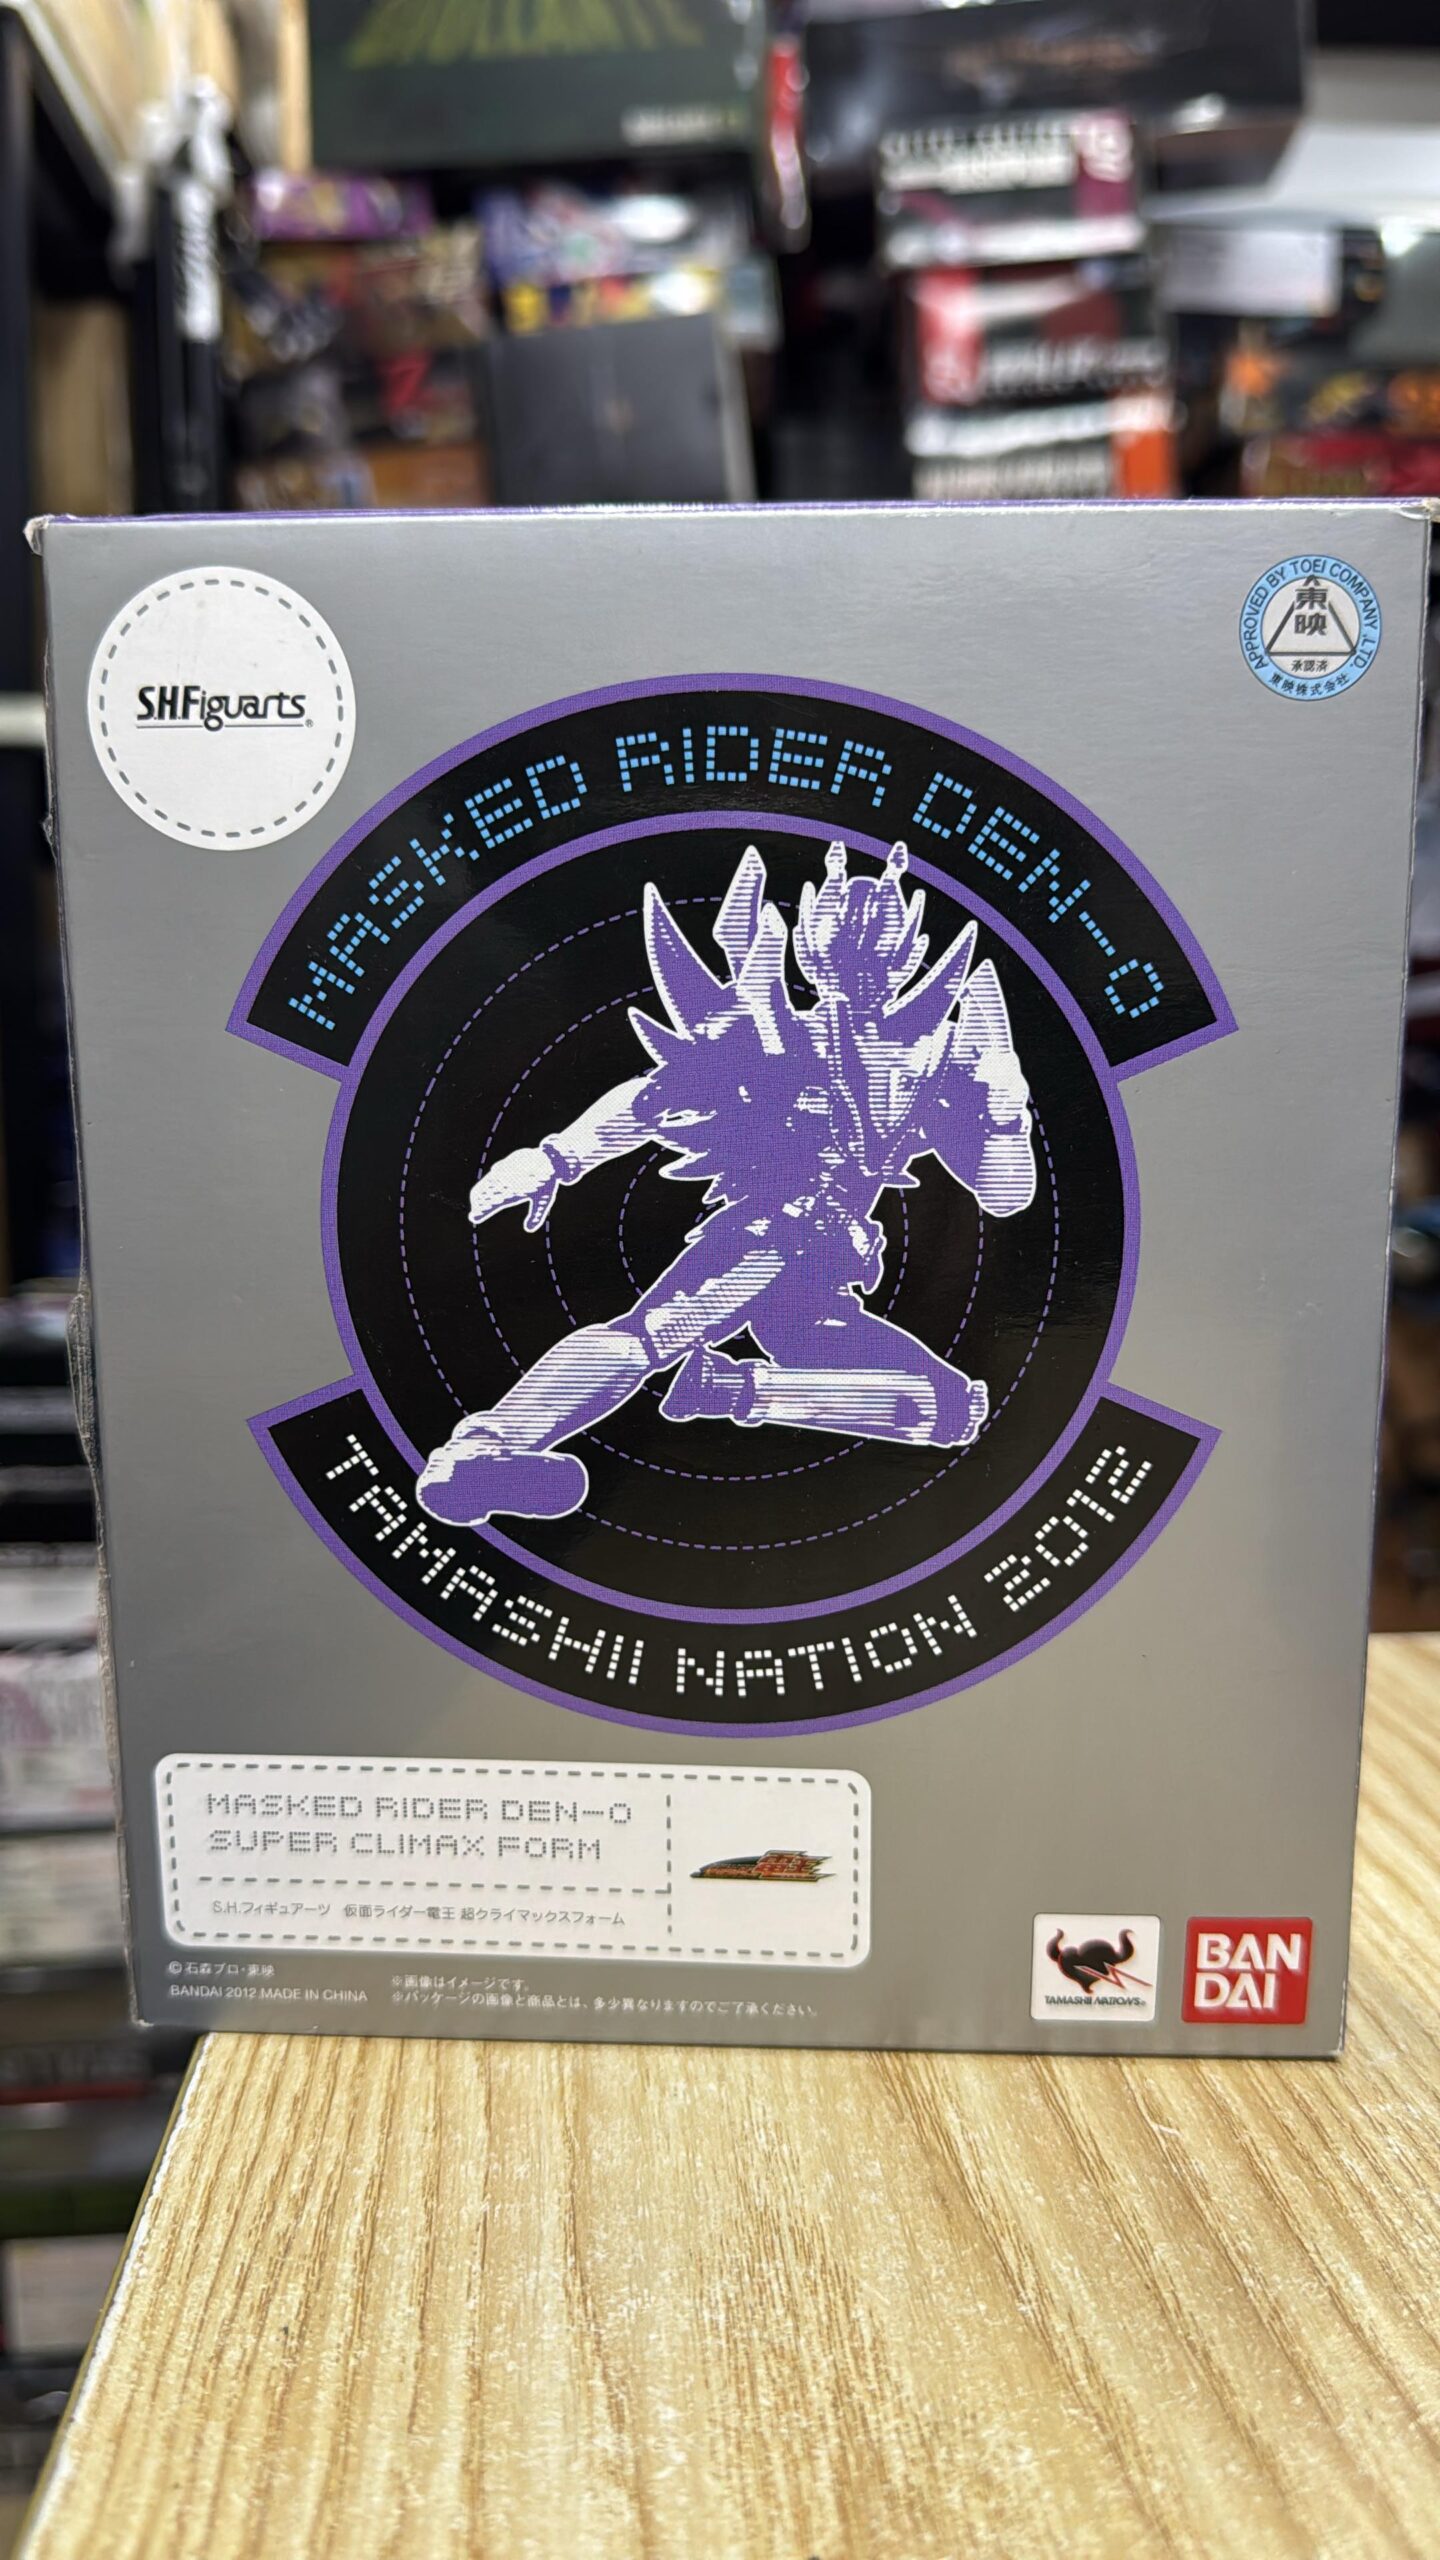 S.H.Figuarts®
APPROVED BY TOEI COMPANY, LTD.
東映
承認済
東映株式会社
MASKED RIDER DEN-O
TAMASHII NATION 2012
MASKED RIDER DEN-O
SUPER CLIMAX FORM
電王
S.H.フィギュアーツ 仮面ライダー電王 超クライマックスフォーム
©石森プロ・東映
BANDAI 2012 MADE IN CHINA
※画像はイメージです。
※パッケージの画像と商品とは、多少異なりますのでご了承ください。
TAMASHII NATIONS®
BAN
DAI